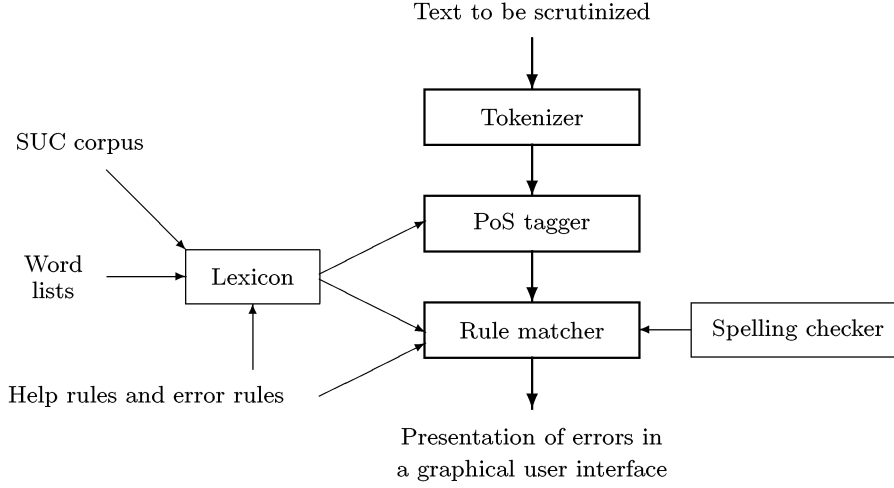 Text to be scrutinized
Tokenizer
SUC corpus
PoS tagger
Word
lists
Lexicon
Rule matcher
Spelling checker
Help rules and error rules
Presentation of errors in
a graphical user interface